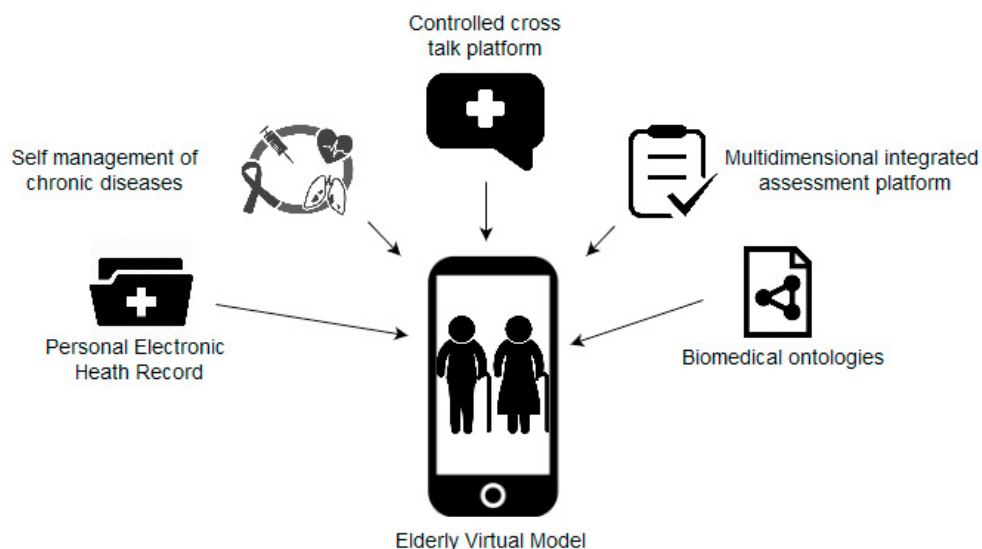 Controlled cross
talk platform
Self management of
chronic diseases
Multidimensional integrated
assessment platform
Personal Electronic
Heath Record
Biomedical ontologies
Elderly Virtual Model